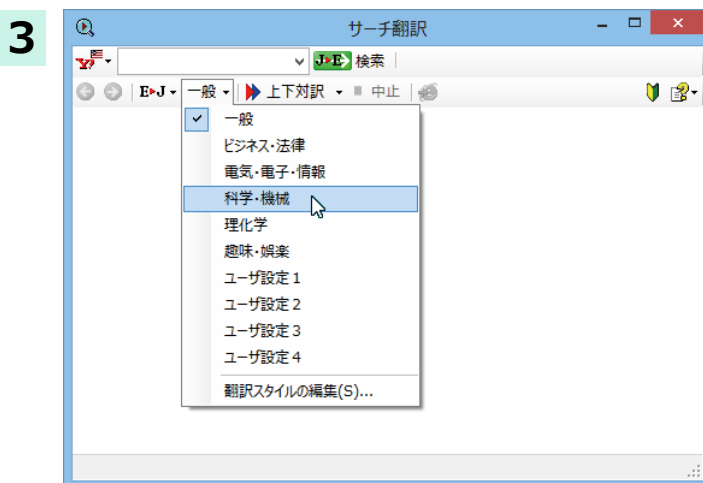 3
サーチ翻訳
Y? J▶E 検索
E▶J 一般 上下対訳 中止
一般
ビジネス・法律
電気・電子・情報
科学・機械
理化学
趣味・娯楽
ユーザ設定1
ユーザ設定2
ユーザ設定3
ユーザ設定4
翻訳スタイルの編集(S)...